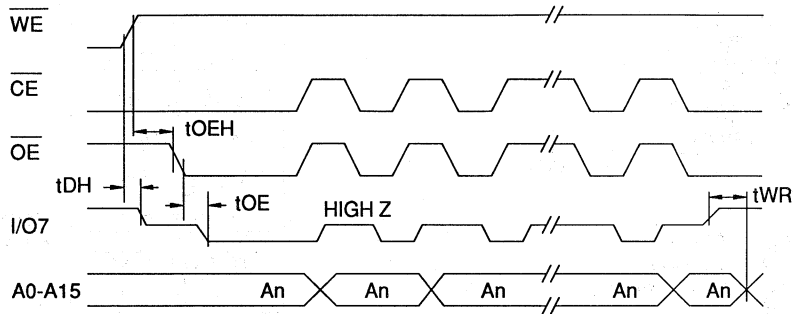 WE
CE
tOEH
OE
tDH
tOE
HIGH Z
tWR
I/O7
A0-A15 An An An An An